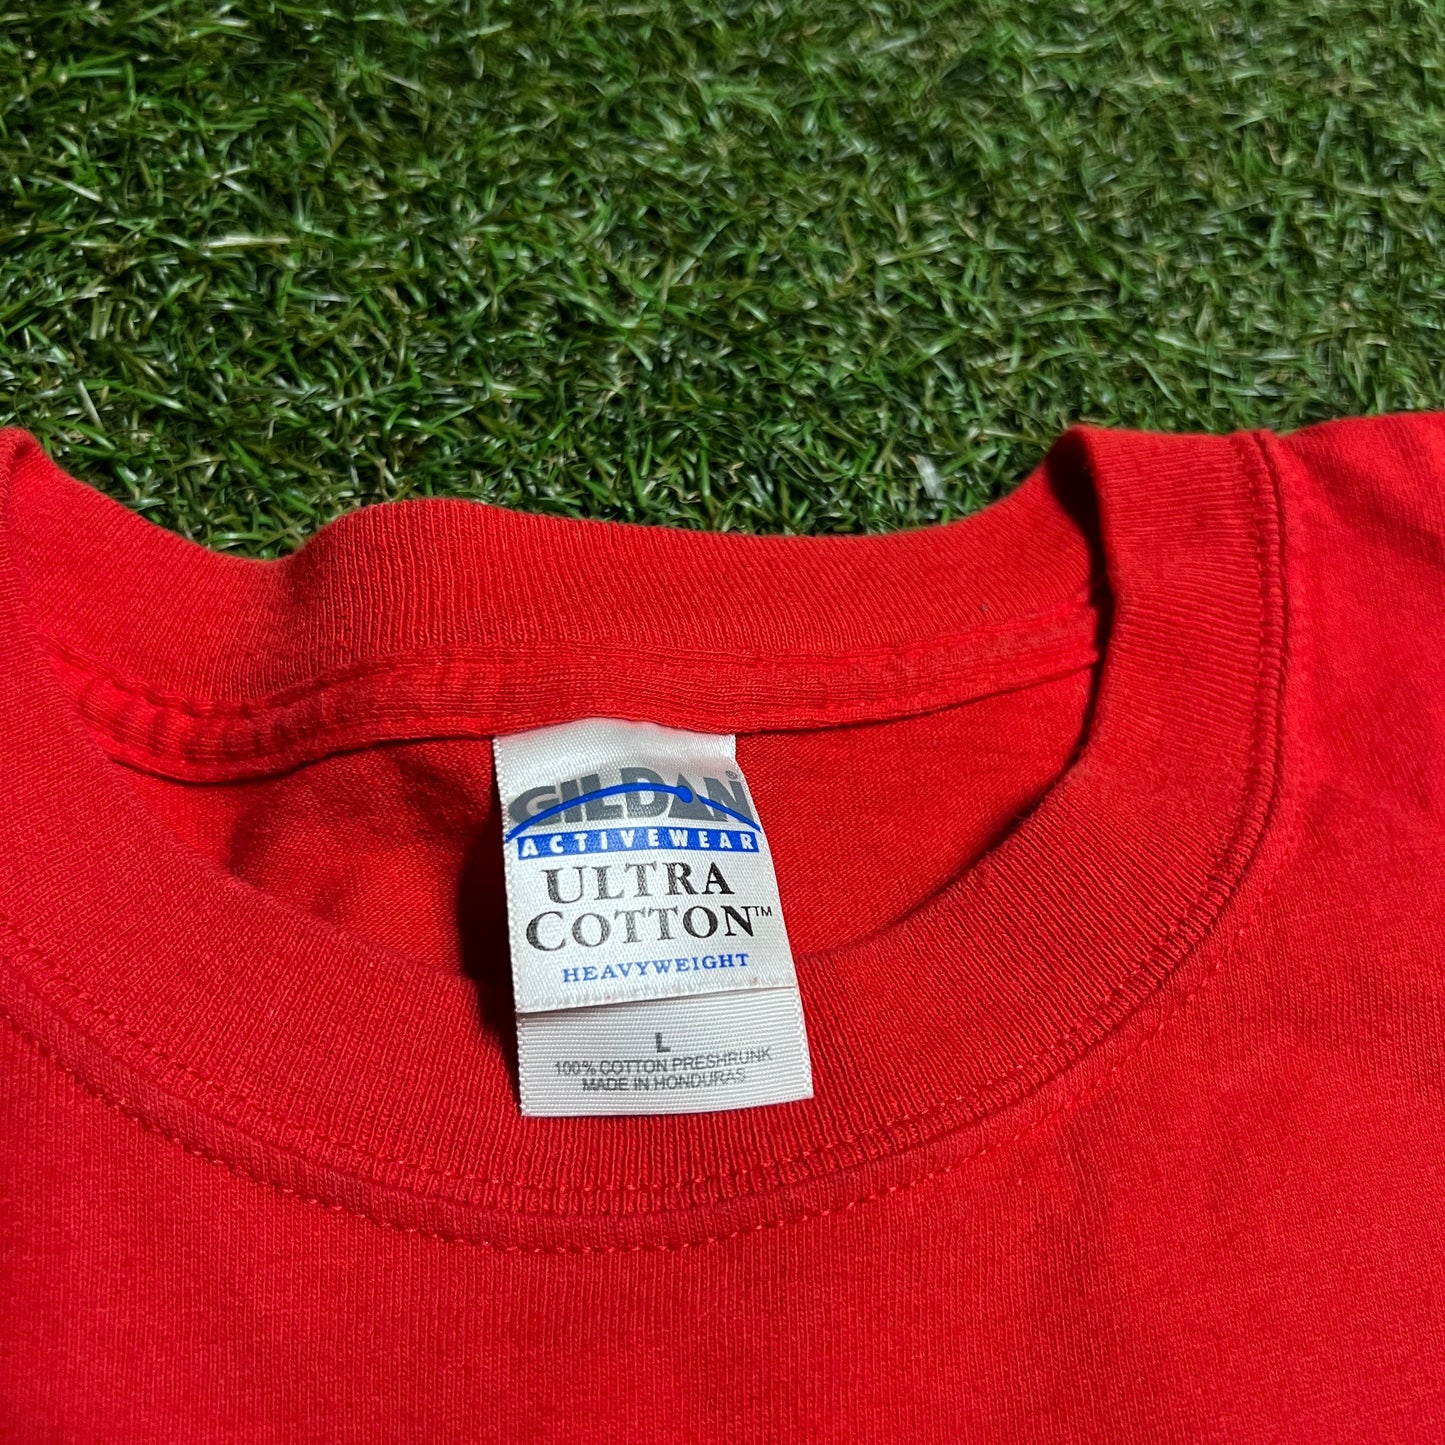 GILDAN®
ACTIVEWEAR
ULTRA
COTTON™
HEAVYWEIGHT
L
100% COTTON PRESHRUNK
MADE IN HONDURAS